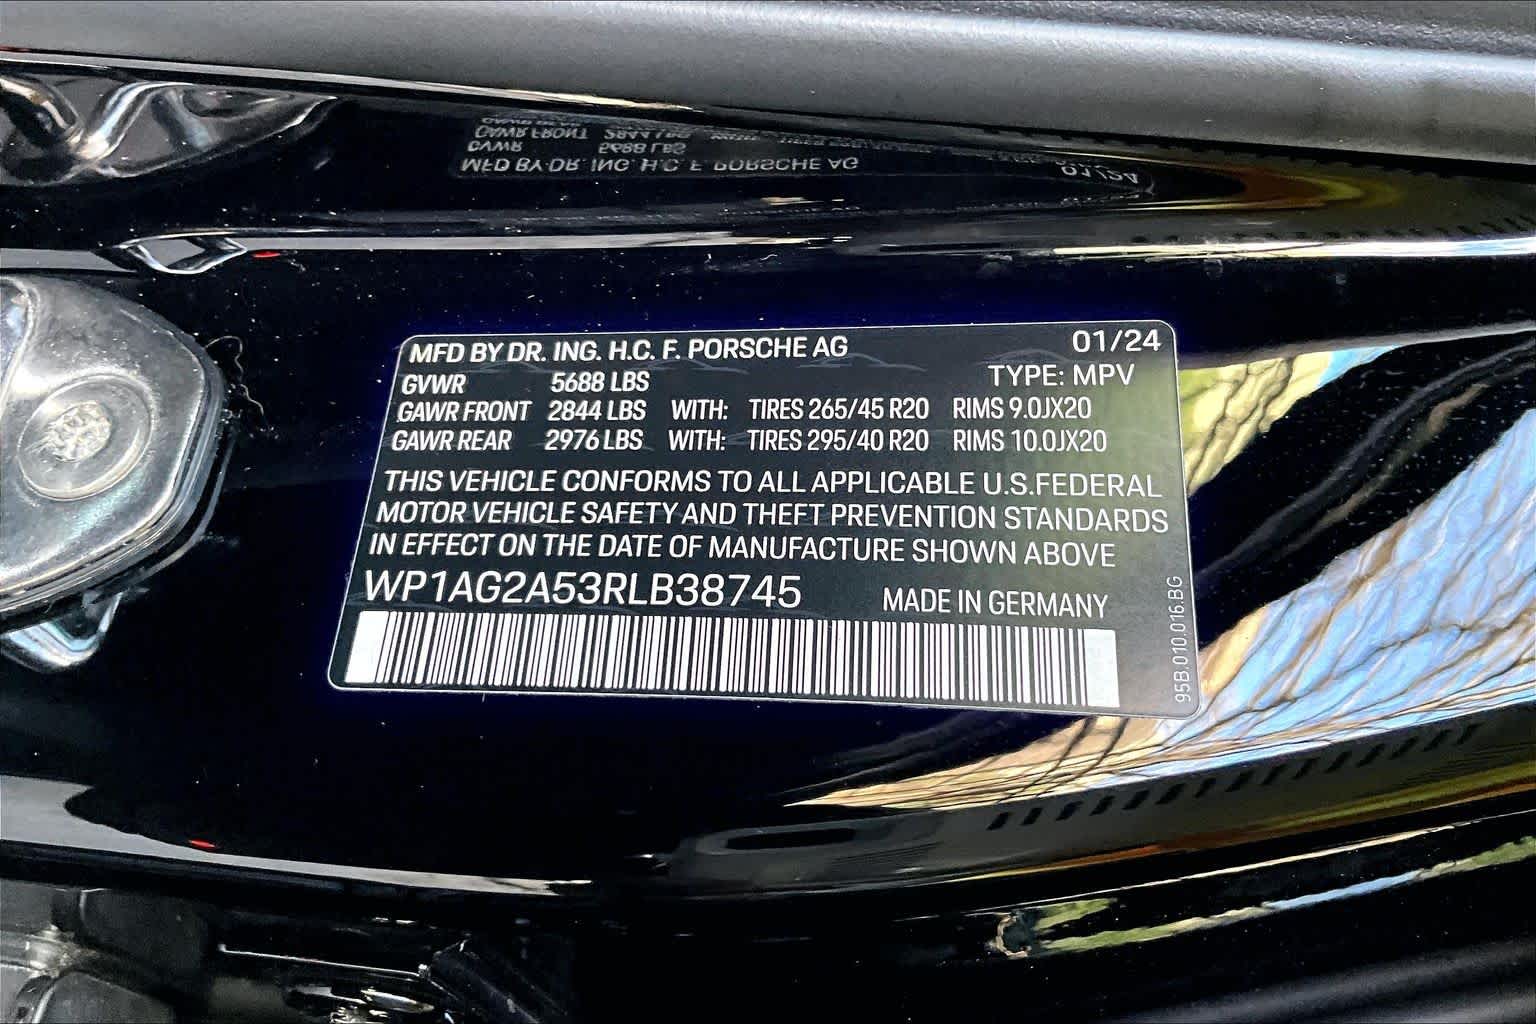 MFD BY DR. ING. H.C. F. PORSCHE AG 01/24
GVWR 5688 LBS TYPE: MPV
GAWR FRONT 2844 LBS WITH: TIRES 265/45 R20 RIMS 9.0JX20
GAWR REAR 2976 LBS WITH: TIRES 295/40 R20 RIMS 10.0JX20
THIS VEHICLE CONFORMS TO ALL APPLICABLE U.S.FEDERAL
MOTOR VEHICLE SAFETY AND THEFT PREVENTION STANDARDS
IN EFFECT ON THE DATE OF MANUFACTURE SHOWN ABOVE
WP1AG2A53RLB38745 MADE IN GERMANY
95B.010.016.BG